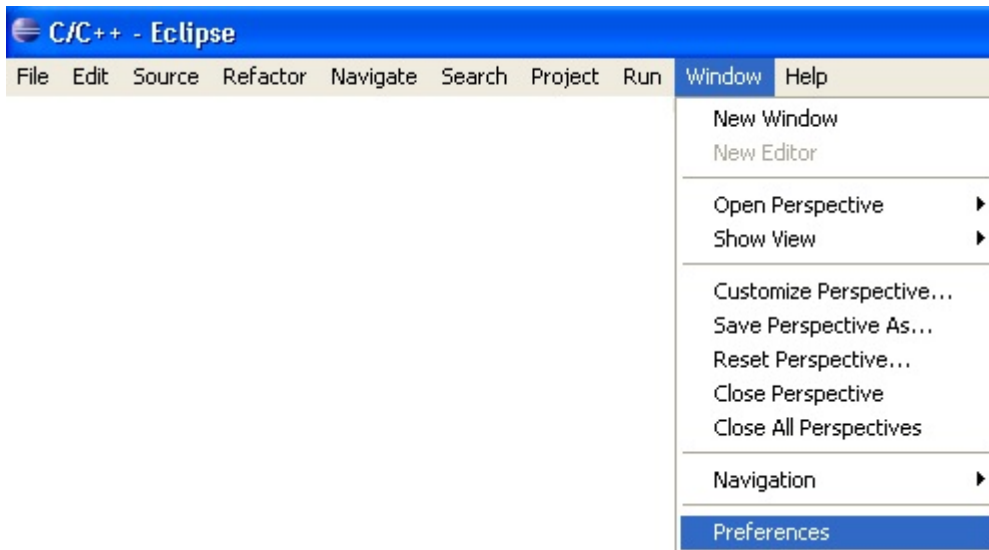 C/C++ - Eclipse
File Edit Source Refactor Navigate Search Project Run Window Help
New Window
New Editor
Open Perspective
Show View
Customize Perspective...
Save Perspective As...
Reset Perspective...
Close Perspective
Close All Perspectives
Navigation
Preferences